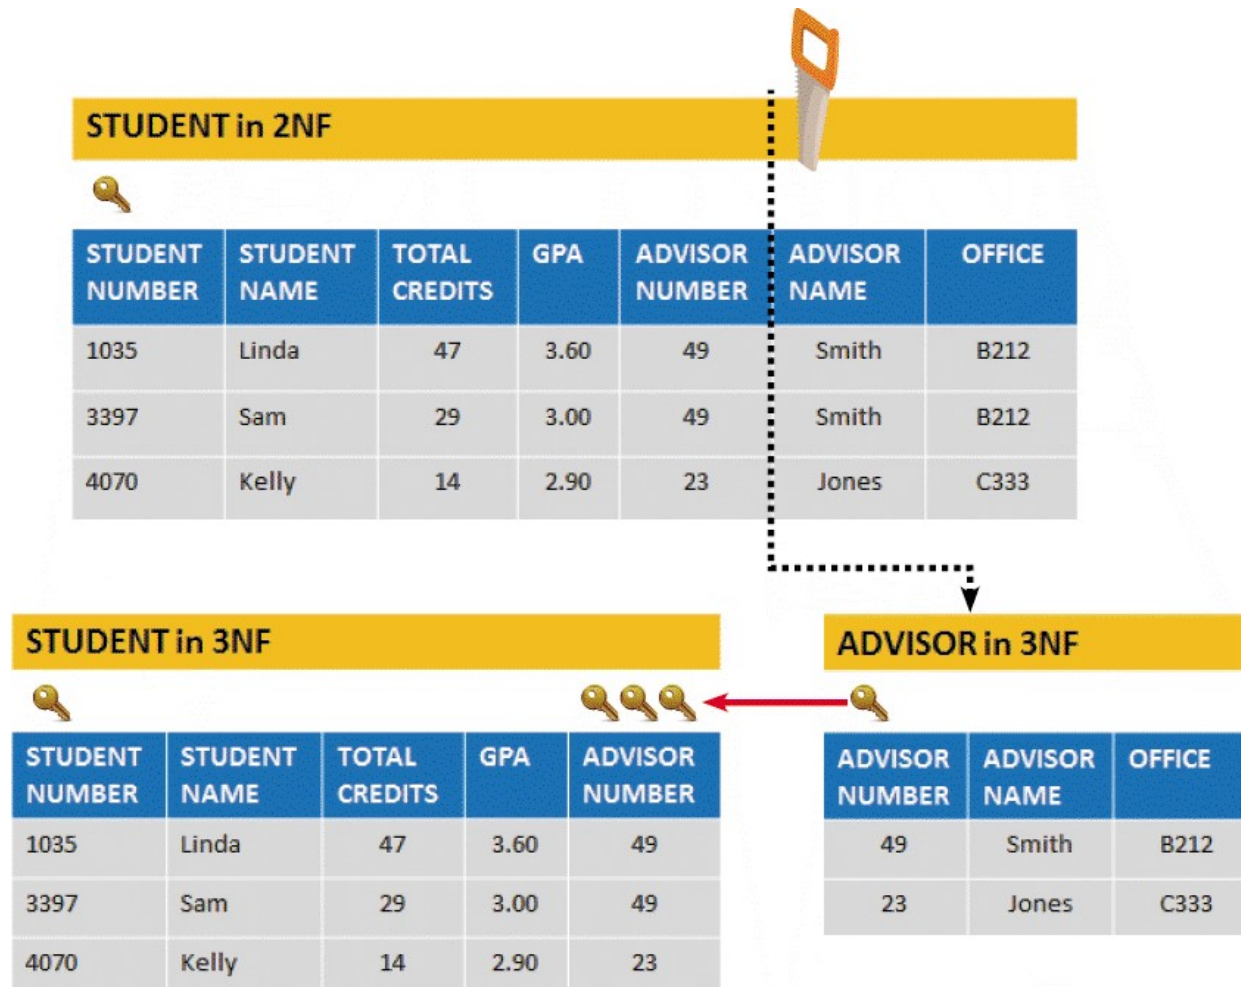 STUDENT in 2NF
STUDENT NUMBER STUDENT NAME TOTAL CREDITS GPA ADVISOR NUMBER ADVISOR NAME OFFICE
1035 Linda 47 3.60 49 Smith B212
3397 Sam 29 3.00 49 Smith B212
4070 Kelly 14 2.90 23 Jones C333
STUDENT in 3NF
STUDENT NUMBER STUDENT NAME TOTAL CREDITS GPA ADVISOR NUMBER
1035 Linda 47 3.60 49
3397 Sam 29 3.00 49
4070 Kelly 14 2.90 23
ADVISOR in 3NF
ADVISOR NUMBER ADVISOR NAME OFFICE
49 Smith B212
23 Jones C333